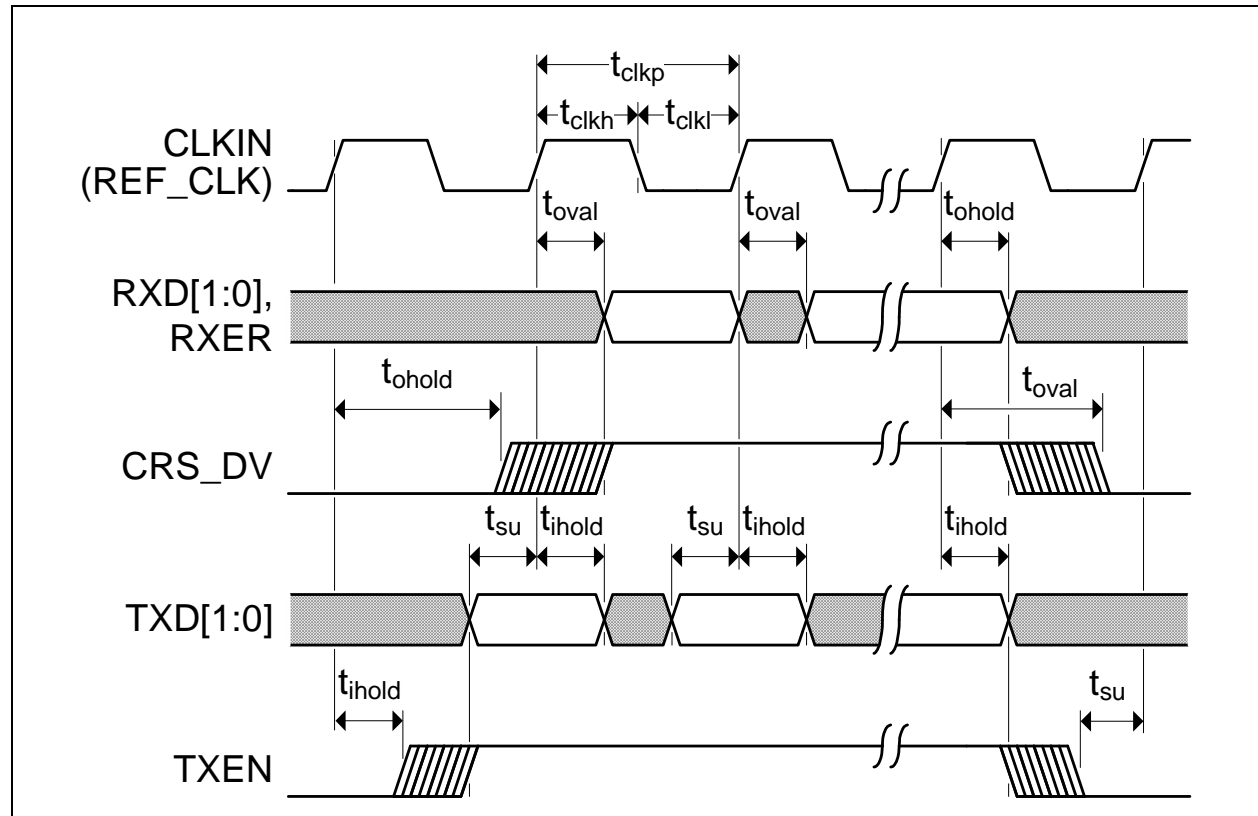 tclkp
tclkh tclkl
CLKIN
(REF_CLK)
toval toval tohold
RXD[1:0],
RXER
tohold toval
CRS_DV
tsu tihold tsu tihold tihold
TXD[1:0]
tihold tsu
TXEN